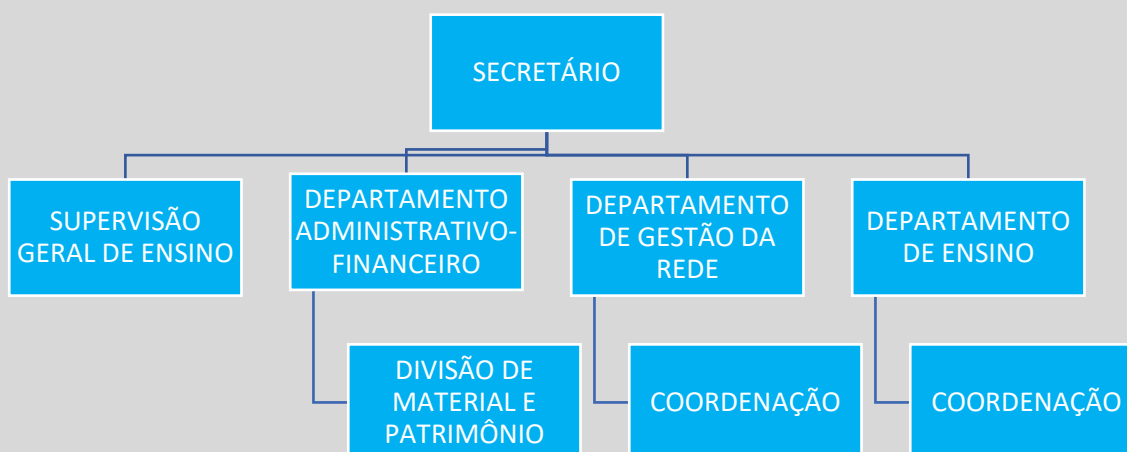 SECRETÁRIO
SUPERVISÃO
GERAL DE ENSINO
DEPARTAMENTO
ADMINISTRATIVO-
FINANCEIRO
DEPARTAMENTO
DE GESTÃO DA
REDE
DEPARTAMENTO
DE ENSINO
DIVISÃO DE
MATERIAL E
PATRIMÔNIO
COORDENAÇÃO
COORDENAÇÃO